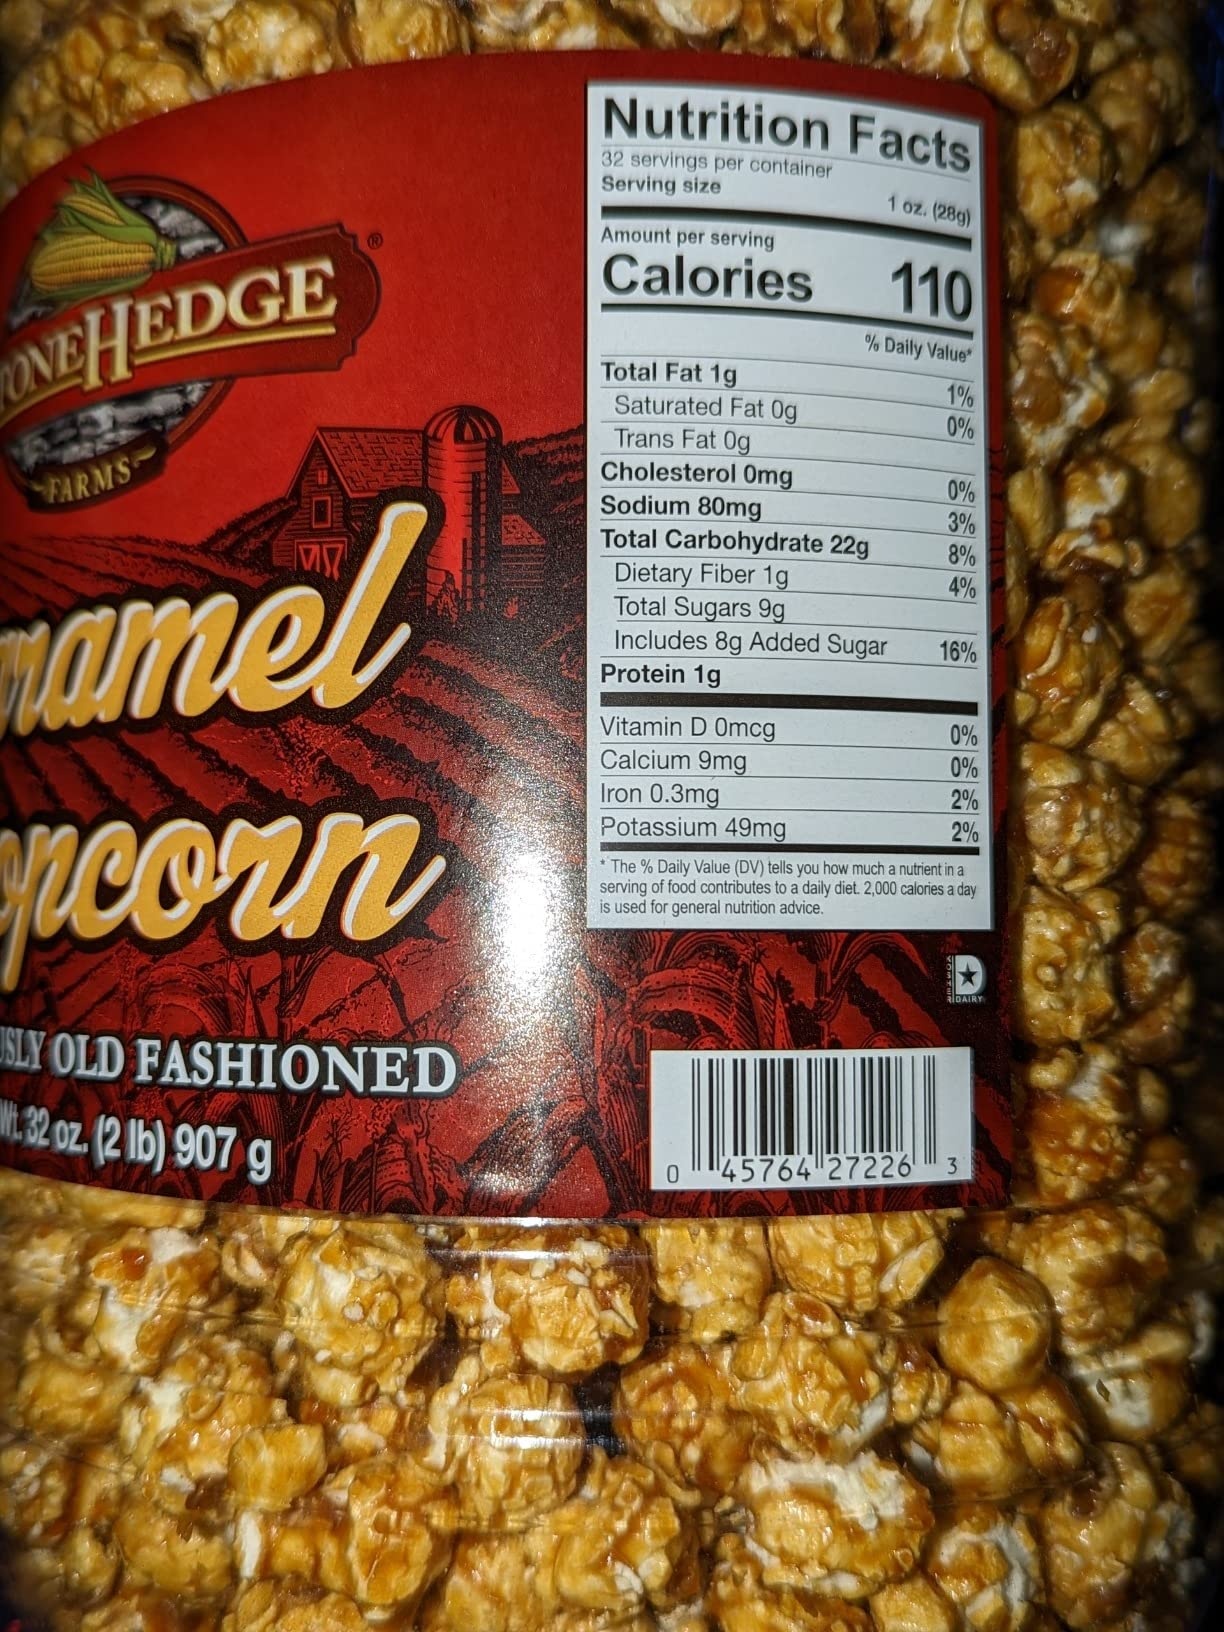 HEDGE
®
FARMS
OLD FASHIONED
Wt. 32 oz. (2 lb) 907 g
Nutrition Facts
32 servings per container
Serving size 1 oz. (28g)
Amount per serving
Calories 110
% Daily Value*
Total Fat 1g 1%
Saturated Fat 0g 0%
Trans Fat 0g
Cholesterol 0mg 0%
Sodium 80mg 3%
Total Carbohydrate 22g 8%
Dietary Fiber 1g 4%
Total Sugars 9g
Includes 8g Added Sugar 16%
Protein 1g
Vitamin D 0mcg 0%
Calcium 9mg 0%
Iron 0.3mg 2%
Potassium 49mg 2%
* The % Daily Value (DV) tells you how much a nutrient in a
serving of food contributes to a daily diet. 2,000 calories a day
is used for general nutrition advice.
KOSHER
D
DAIRY
0 45764 27226 3